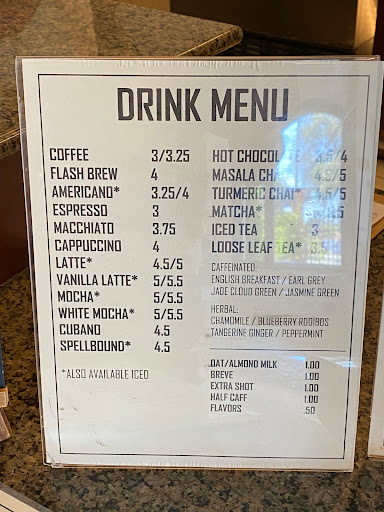 DRINK MENU
COFFEE 3/3.25
FLASH BREW 4
AMERICANO* 3.25/4
ESPRESSO 3
MACCHIATO 3.75
CAPPUCCINO 4
LATTE* 4.5/5
VANILLA LATTE* 5/5.5
MOCHA* 5/5.5
WHITE MOCHA* 5/5.5
CUBANO 4.5
SPELLBOUND* 4.5
*ALSO AVAILABLE ICED
HOT CHOCOLATE 3.5/4
MASALA CHAI* 4.5/5
TURMERIC CHAI* 4.5/5
MATCHA*
ICED TEA 3
LOOSE LEAF TEA* 3.5
CAFFEINATED:
ENGLISH BREAKFAST / EARL GREY
JADE CLOUD GREEN / JASMINE GREEN
HERBAL:
CHAMOMILE / BLUEBERRY ROOIBOS
TANGERINE GINGER / PEPPERMINT
OAT/ALMOND MILK 1.00
BREVE 1.00
EXTRA SHOT 1.00
HALF CAFF 1.00
FLAVORS .50